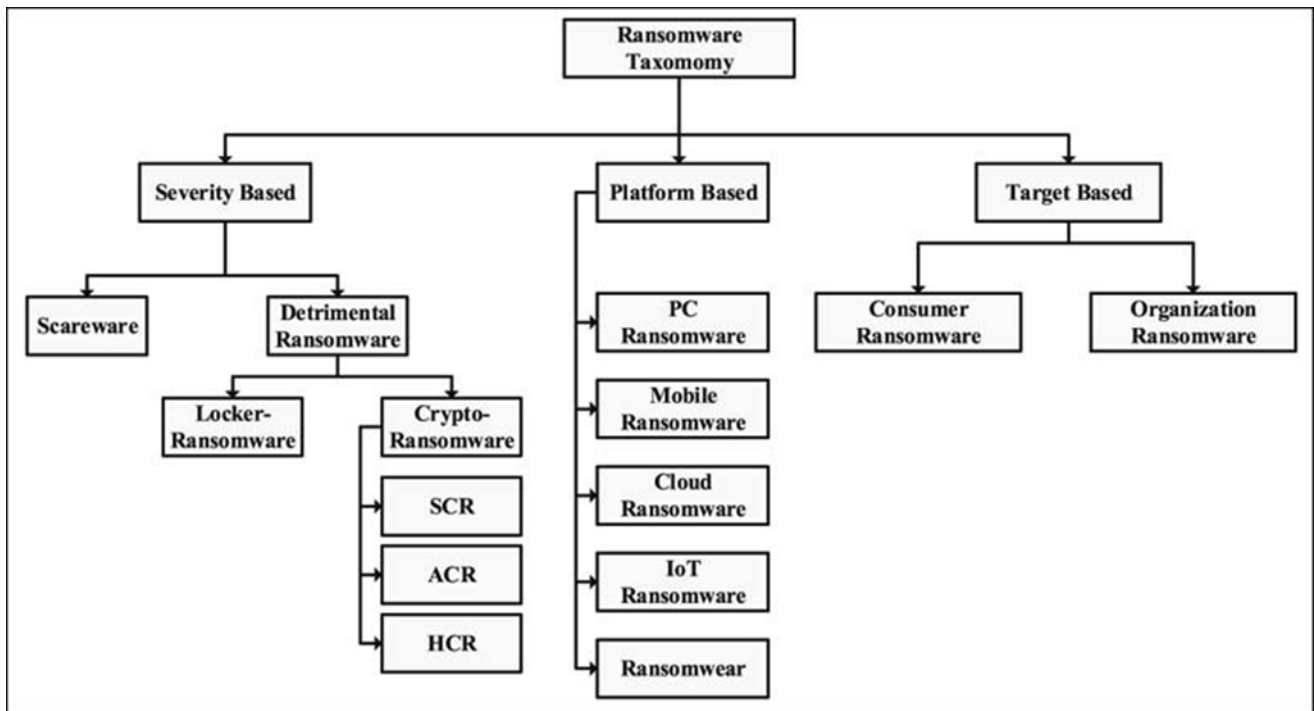 Ransomware
Taxomomy
Severity Based
Platform Based
Target Based
Scareware
Detrimental
Ransomware
PC
Ransomware
Consumer
Ransomware
Organization
Ransomware
Locker-
Ransomware
Crypto-
Ransomware
Mobile
Ransomware
SCR
Cloud
Ransomware
ACR
IoT
Ransomware
HCR
Ransomwear